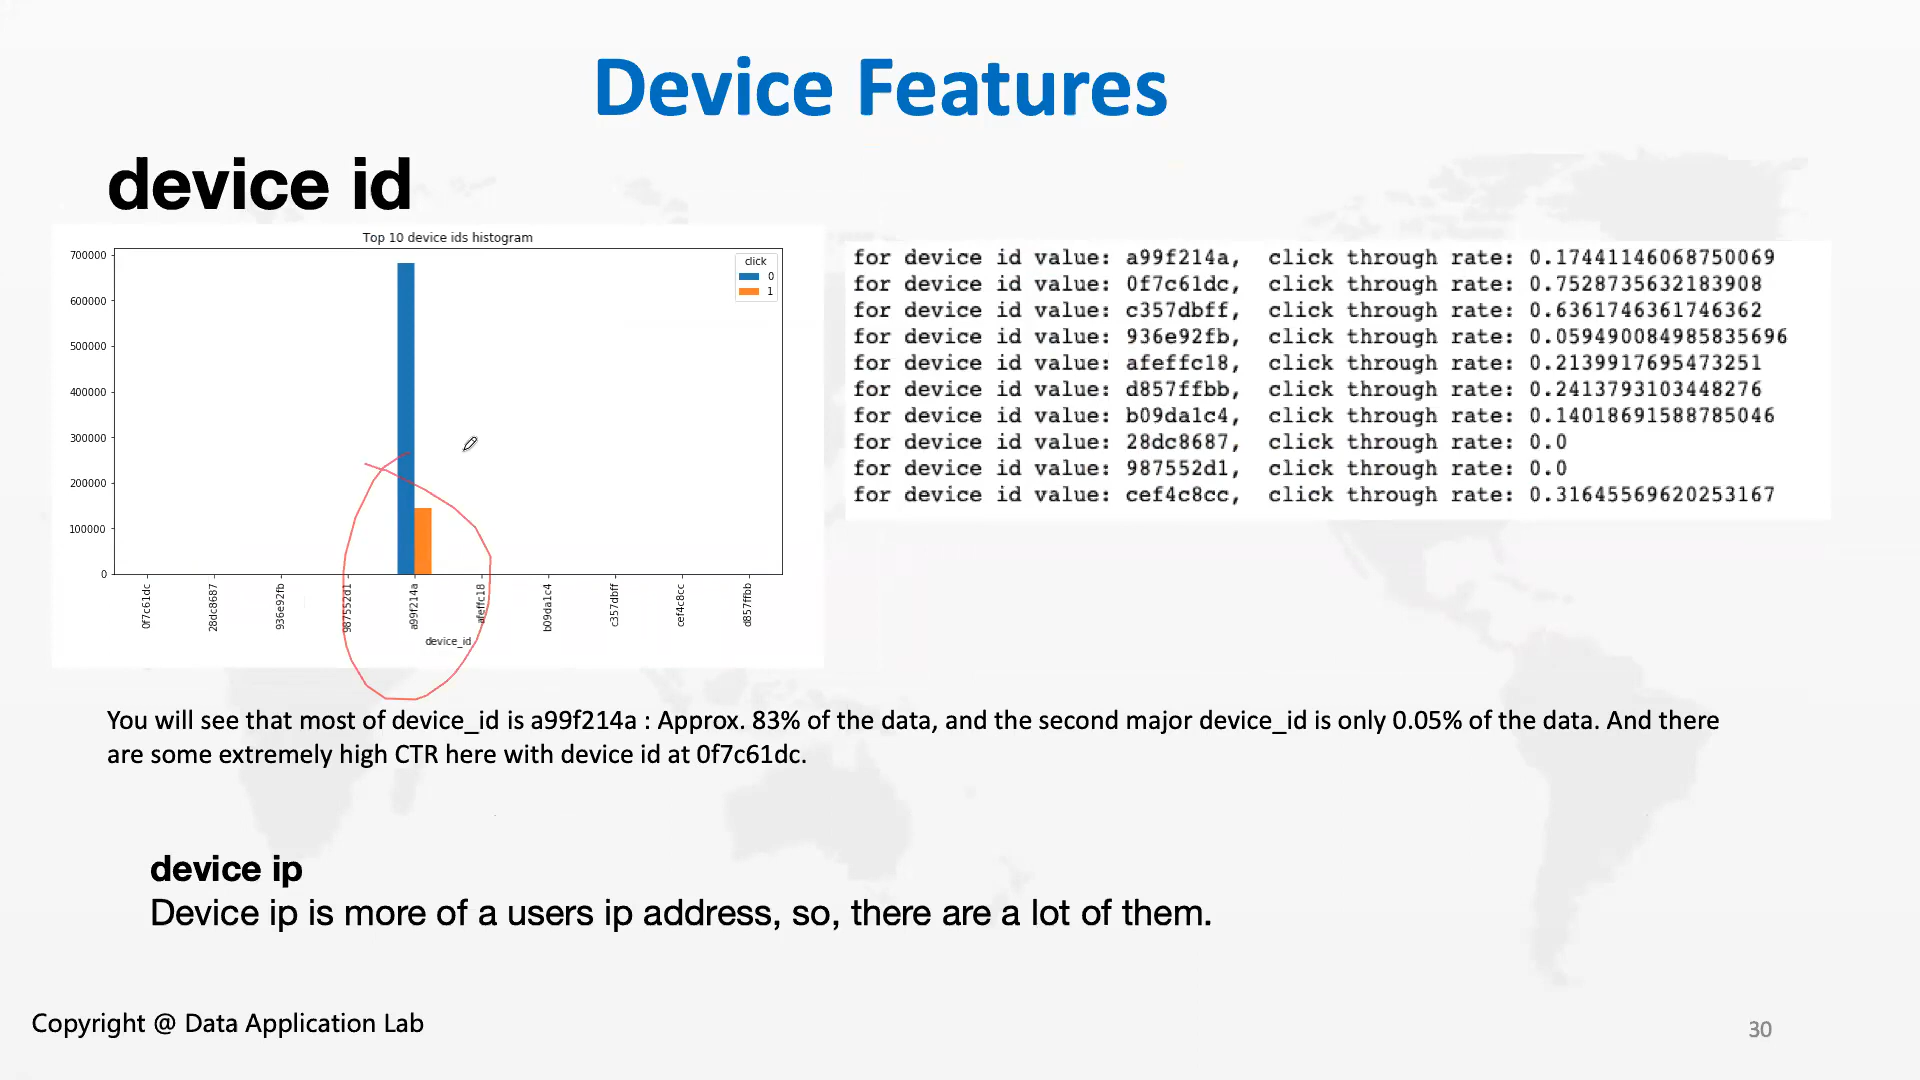 Device Features
device id
Top 10 device ids histogram
click
0
1
700000
600000
500000
400000
300000
200000
100000
0
0f7c61dc
28dc8687
936e92fb
987552d1
a99f214a
afeffc18
b09da1c4
c357dbff
cef4c8cc
d857ffbb
device_id
for device id value: a99f214a, click through rate: 0.17441146068750069
for device id value: 0f7c61dc, click through rate: 0.7528735632183908
for device id value: c357dbff, click through rate: 0.6361746361746362
for device id value: 936e92fb, click through rate: 0.059490084985835696
for device id value: afeffc18, click through rate: 0.2139917695473251
for device id value: d857ffbb, click through rate: 0.2413793103448276
for device id value: b09da1c4, click through rate: 0.14018691588785046
for device id value: 28dc8687, click through rate: 0.0
for device id value: 987552d1, click through rate: 0.0
for device id value: cef4c8cc, click through rate: 0.31645569620253167
You will see that most of device_id is a99f214a : Approx. 83% of the data, and the second major device_id is only 0.05% of the data. And there
are some extremely high CTR here with device id at 0f7c61dc.
device ip
Device ip is more of a users ip address, so, there are a lot of them.
Copyright @ Data Application Lab
30